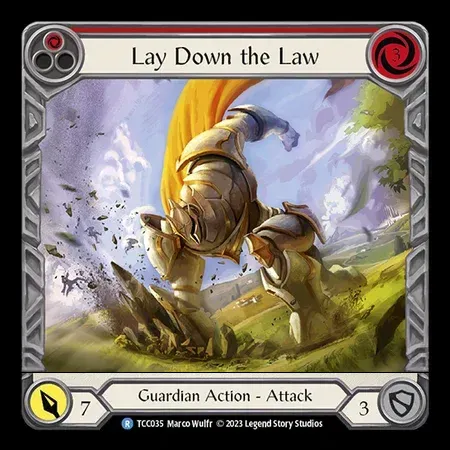 Lay Down the Law
3
Guardian Action - Attack
7
3
R TCC035 Marco Wulfr © 2023 Legend Story Studios